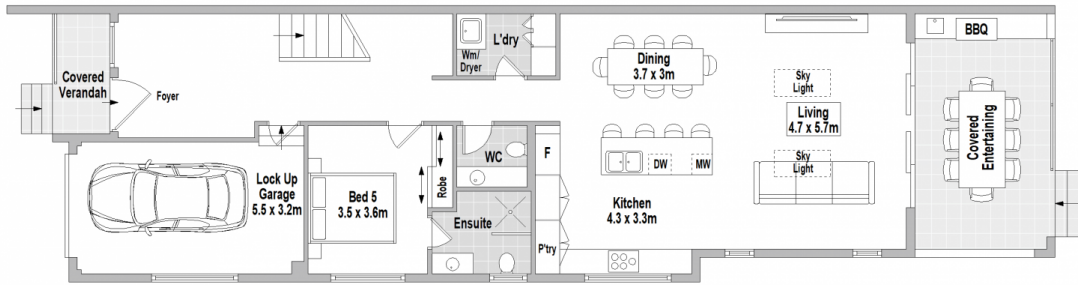 Covered
Verandah
Foyer
L'dry
Wm/
Dryer
Dining
3.7 x 3m
Sky
Light
Living
4.7 x 5.7m
Sky
Light
BBQ
Covered
Entertaining
Lock Up
Garage
5.5 x 3.2m
Bed 5
3.5 x 3.6m
Robe
WC
Ensuite
F
P'try
DW
MW
Kitchen
4.3 x 3.3m